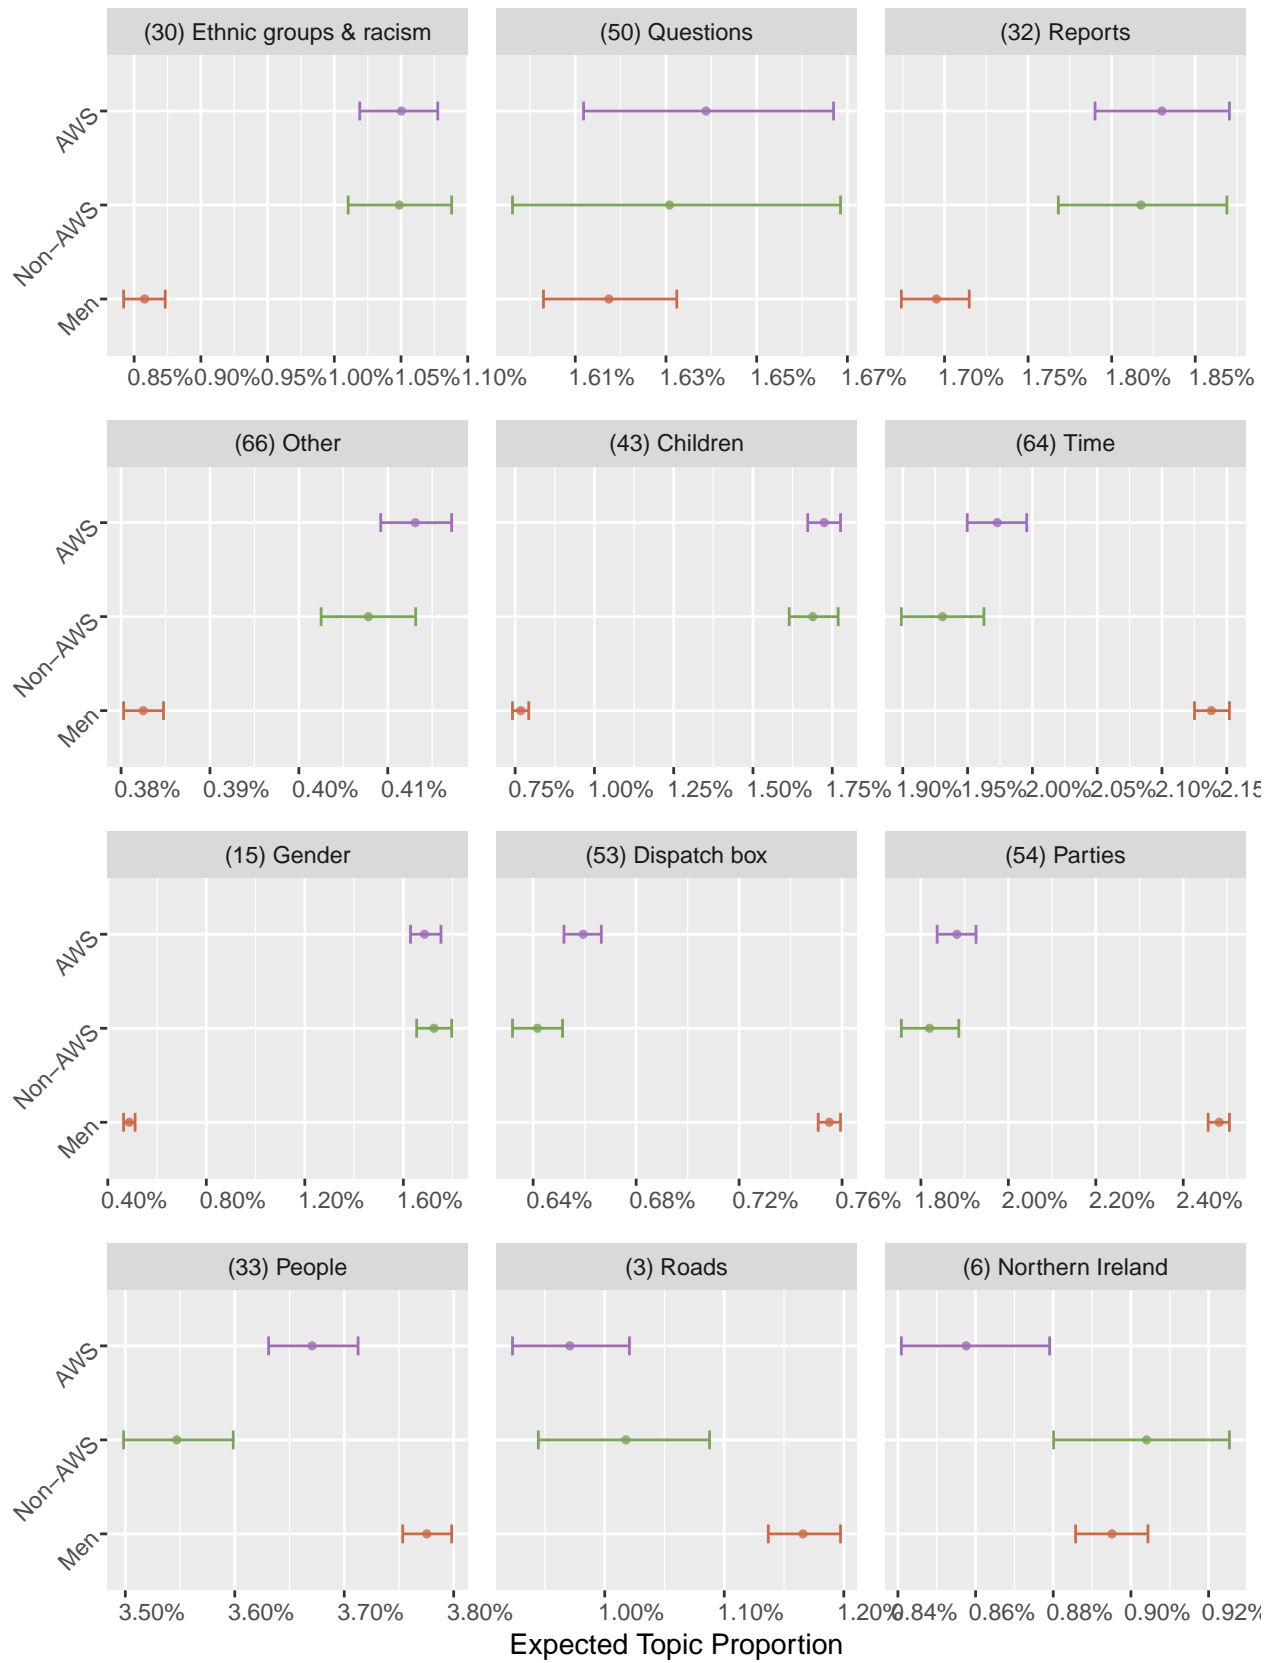 (30) Ethnic groups & racism
(50) Questions
(32) Reports
AWS
Non−AWS
Men
0.85% 0.90% 0.95% 1.00% 1.05% 1.10%
1.61% 1.63% 1.65% 1.67%
1.70% 1.75% 1.80% 1.85%
(66) Other
(43) Children
(64) Time
AWS
Non−AWS
Men
0.38% 0.39% 0.40% 0.41%
0.75% 1.00% 1.25% 1.50% 1.75%
1.90% 1.95% 2.00% 2.05% 2.10% 2.15
(15) Gender
(53) Dispatch box
(54) Parties
AWS
Non−AWS
Men
0.40% 0.80% 1.20% 1.60%
0.64% 0.68% 0.72% 0.76%
1.80% 2.00% 2.20% 2.40%
(33) People
(3) Roads
(6) Northern Ireland
AWS
Non−AWS
Men
3.50% 3.60% 3.70% 3.80%
1.00% 1.10% 1.20%
0.84% 0.86% 0.88% 0.90% 0.92%
Expected Topic Proportion